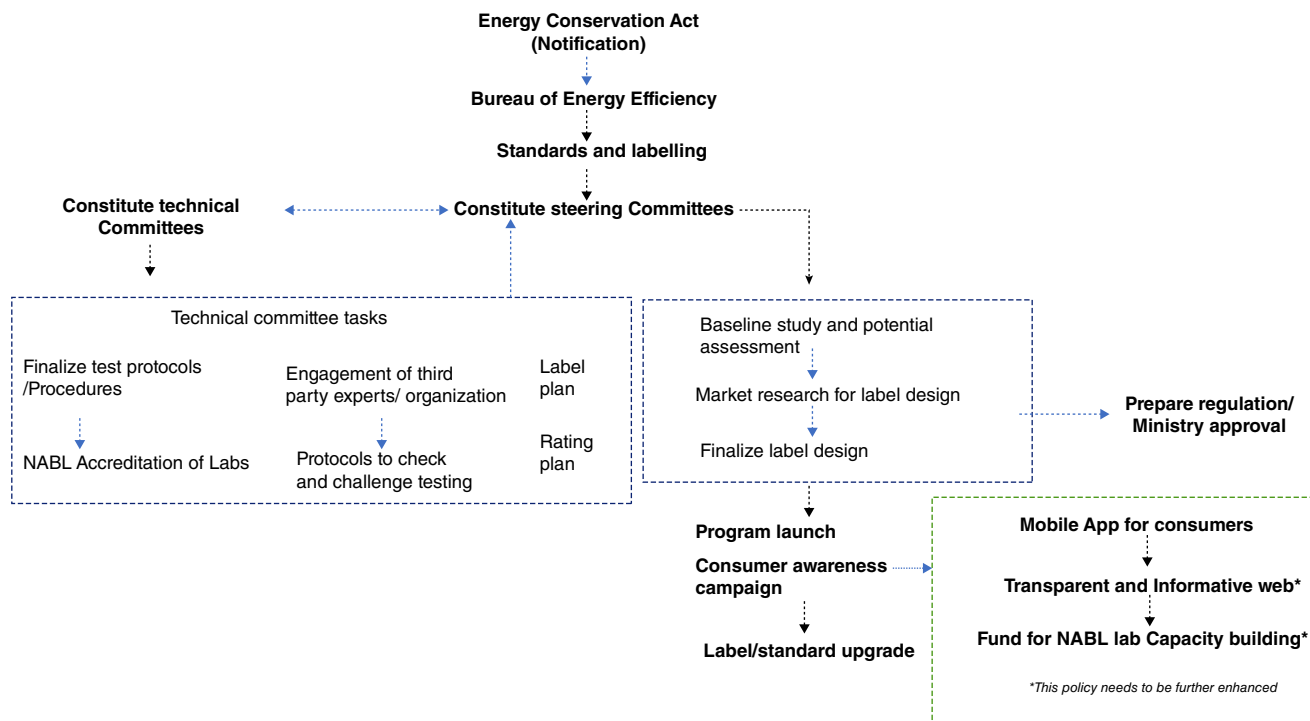 Energy Conservation Act
(Notification)
Bureau of Energy Efficiency
Standards and labelling
Constitute steering Committees
Constitute technical
Committees
Technical committee tasks
Finalize test protocols
/Procedures
NABL Accreditation of Labs
Engagement of third
party experts/ organization
Protocols to check
and challenge testing
Label
plan
Rating
plan
Baseline study and potential
assessment
Market research for label design
Finalize label design
Prepare regulation/
Ministry approval
Program launch
Consumer awareness
campaign
Label/standard upgrade
Mobile App for consumers
Transparent and Informative web*
Fund for NABL lab Capacity building*
*This policy needs to be further enhanced